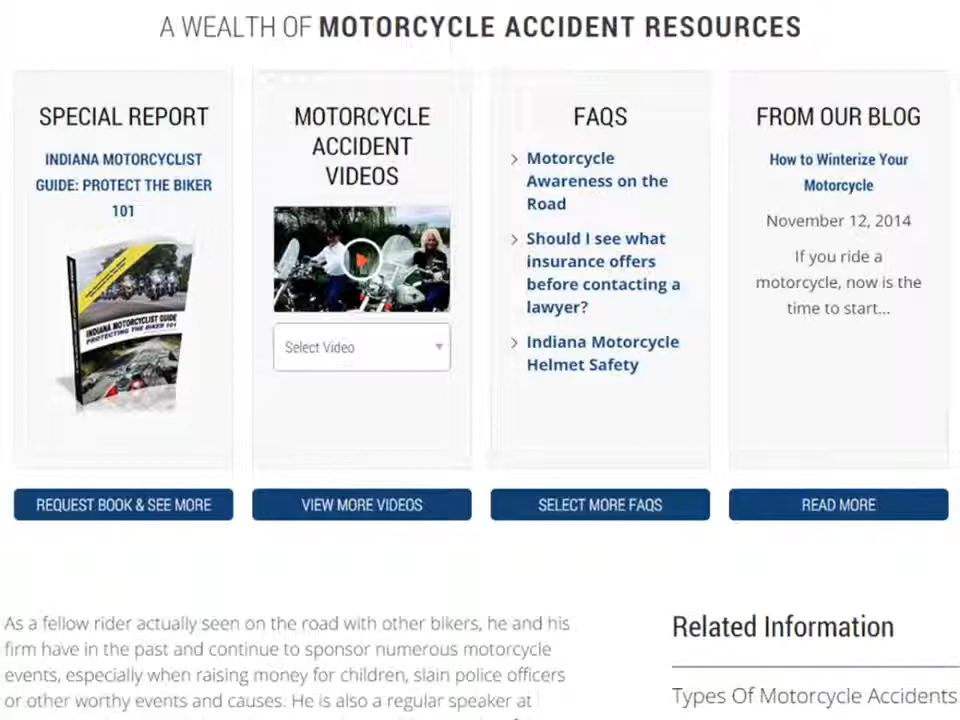 A WEALTH OF MOTORCYCLE ACCIDENT RESOURCES
SPECIAL REPORT
INDIANA MOTORCYCLIST
GUIDE: PROTECT THE BIKER
101
INDIANA MOTORCYCLIST GUIDE
PROTECTING THE BIKER 101
REQUEST BOOK & SEE MORE
MOTORCYCLE
ACCIDENT
VIDEOS
Select Video
VIEW MORE VIDEOS
FAQS
Motorcycle
Awareness on the
Road
Should I see what
insurance offers
before contacting a
lawyer?
Indiana Motorcycle
Helmet Safety
SELECT MORE FAQS
FROM OUR BLOG
How to Winterize Your
Motorcycle
November 12, 2014
If you ride a
motorcycle, now is the
time to start...
READ MORE
As a fellow rider actually seen on the road with other bikers, he and his
firm have in the past and continue to sponsor numerous motorcycle
events, especially when raising money for children, slain police officers
or other worthy events and causes. He is also a regular speaker at
Related Information
Types Of Motorcycle Accidents